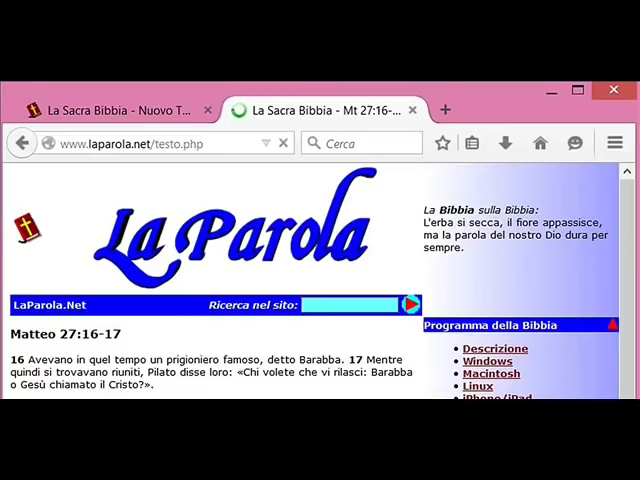 La Sacra Bibbia - Nuovo T...
La Sacra Bibbia - Mt 27:16-...
www.laparola.net/testo.php
Cerca
La Parola
La Bibbia sulla Bibbia:
L'erba si secca, il fiore appassisce,
ma la parola del nostro Dio dura per
sempre.
LaParola.Net
Ricerca nel sito:
Matteo 27:16-17
16 Avevano in quel tempo un prigioniero famoso, detto Barabba. 17 Mentre
quindi si trovavano riuniti, Pilato disse loro: «Chi volete che vi rilasci: Barabba
o Gesù chiamato il Cristo?».
Programma della Bibbia
Descrizione
Windows
Macintosh
Linux
iPhone/iPad